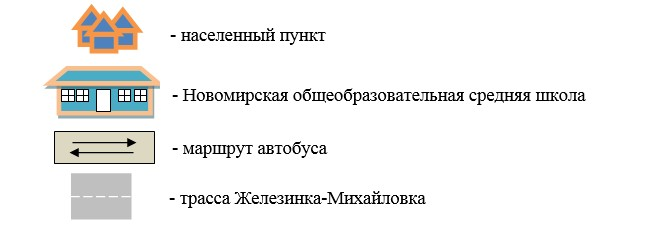 - населенный пункт
- Новомирская общеобразовательная средняя школа
- маршрут автобуса
- трасса Железинка-Михайловка